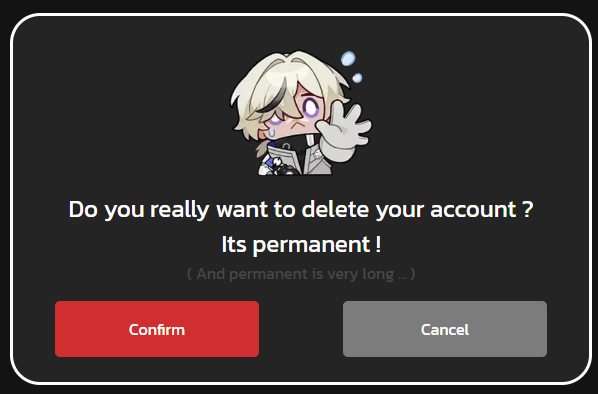 Do you really want to delete your account ?
Its permanent !
( And permanent is very long ... )
Confirm
Cancel